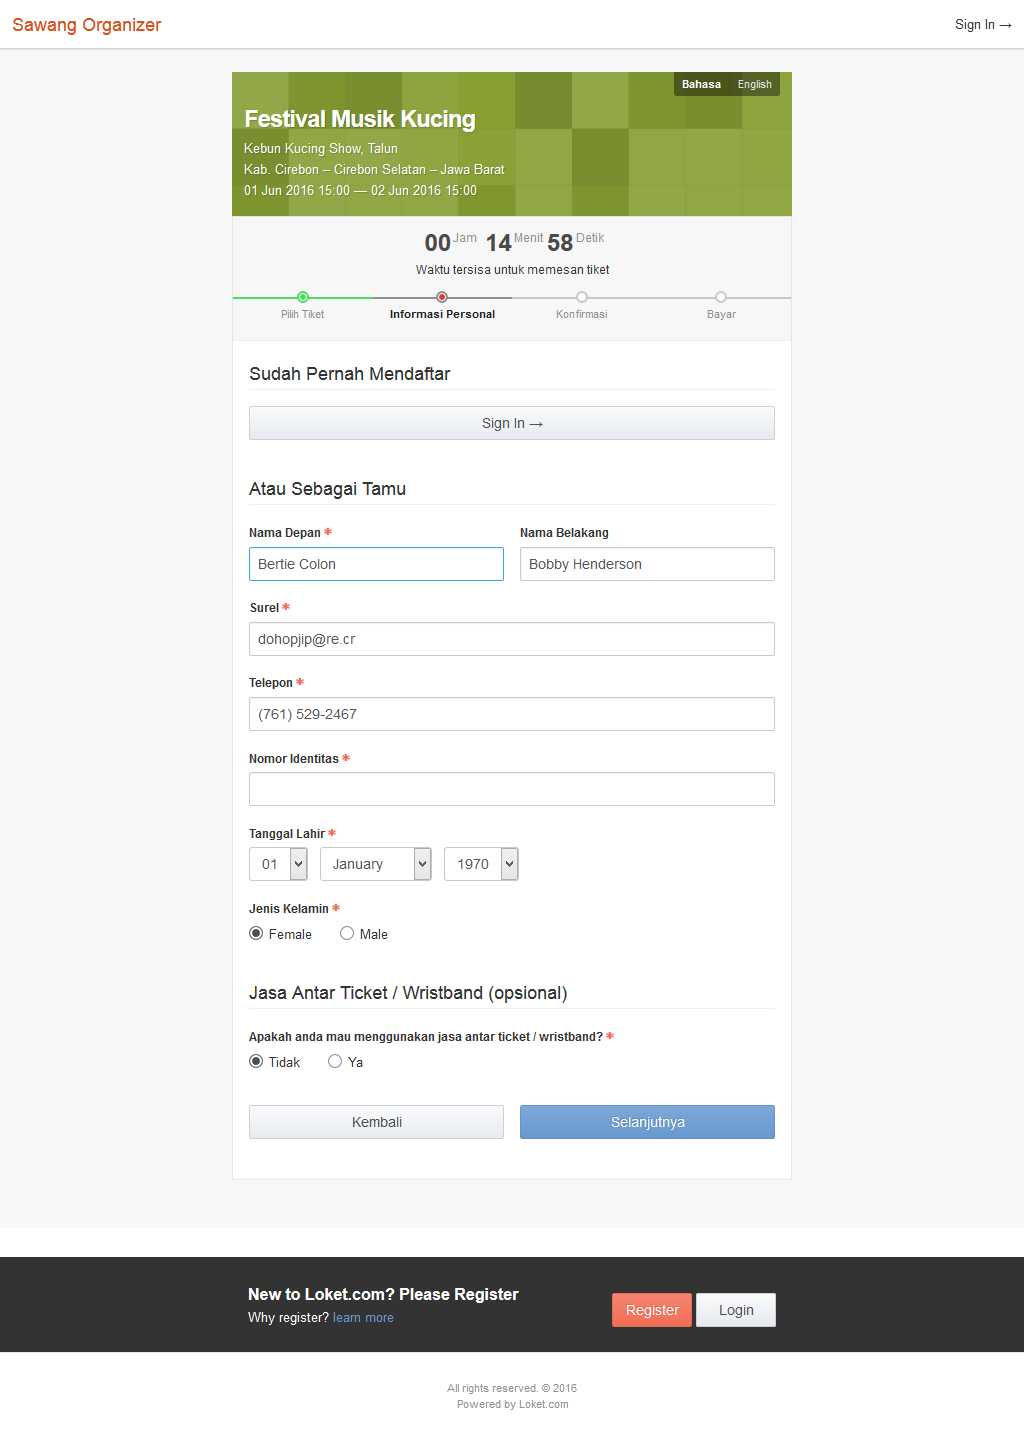 Sawang Organizer
Sign In →
Bahasa English
Festival Musik Kucing
Kebun Kucing Show, Talun
Kab. Cirebon – Cirebon Selatan – Jawa Barat
01 Jun 2016 15:00 — 02 Jun 2016 15:00
00 Jam 14 Menit 58 Detik
Waktu tersisa untuk memesan tiket
Pilih Tiket Informasi Personal Konfirmasi Bayar
Sudah Pernah Mendaftar
Sign In →
Atau Sebagai Tamu
Nama Depan * Nama Belakang
Bertie Colon Bobby Henderson
Surel *
dohopjip@re.cr
Telepon *
(761) 529-2467
Nomor Identitas *
Tanggal Lahir *
01 January 1970
Jenis Kelamin *
Female Male
Jasa Antar Ticket / Wristband (opsional)
Apakah anda mau menggunakan jasa antar ticket / wristband? *
Tidak Ya
Kembali Selanjutnya
New to Loket.com? Please Register
Why register? learn more
Register Login
All rights reserved. © 2016
Powered by Loket.com